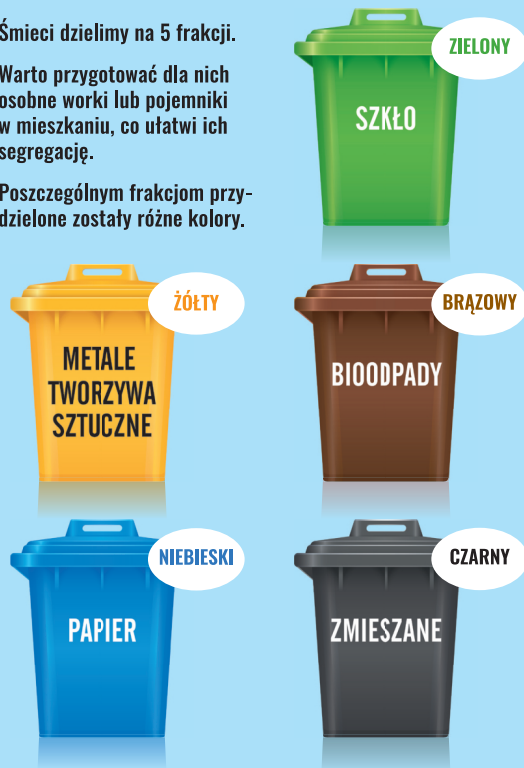 Śmieci dzielimy na 5 frakcji.
Warto przygotować dla nich
osobne worki lub pojemniki
w mieszkaniu, co ułatwi ich
segregację.
Poszczególnym frakcjom przy-
dzielone zostały różne kolory.
ZIELONY
SZKŁO
ŻÓŁTY
METALE
TWORZYWA
SZTUCZNE
BRĄZOWY
BIOODPADY
NIEBIESKI
PAPIER
CZARNY
ZMIESZANE